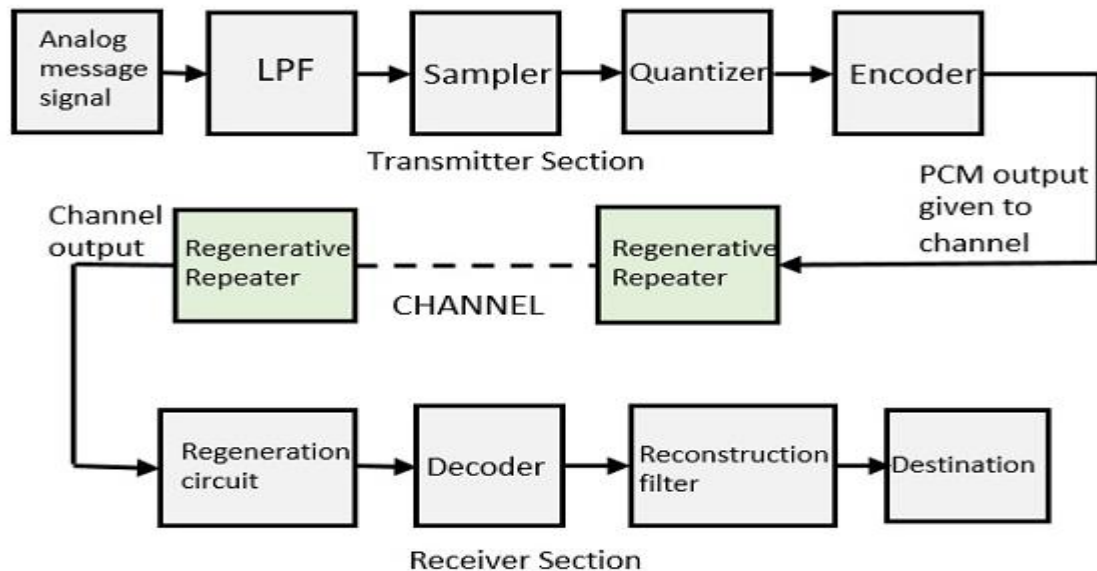 Analog
message
signal
LPF
Sampler
Quantizer
Encoder
Transmitter Section
PCM output
given to
channel
Channel
output
Regenerative
Repeater
CHANNEL
Regenerative
Repeater
Regeneration
circuit
Decoder
Reconstruction
filter
Destination
Receiver Section